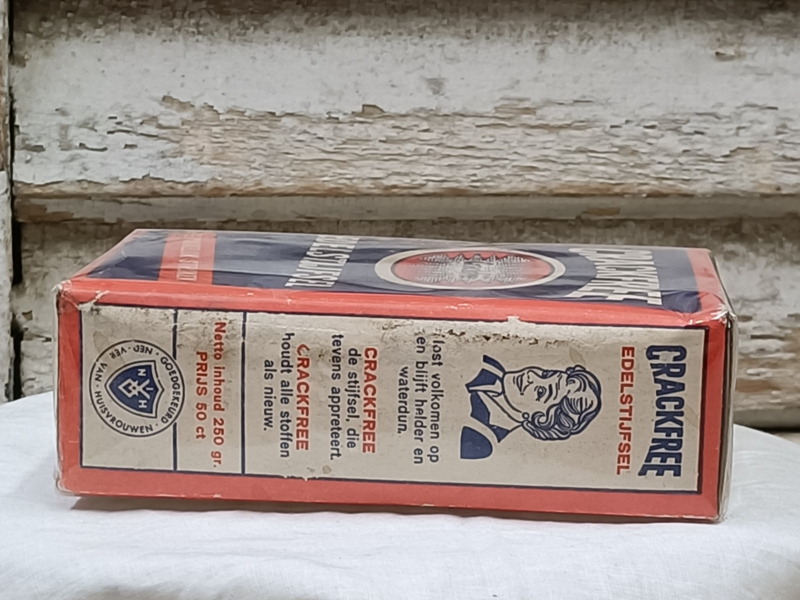 CRACKFREE
EDELSTIJFSEL
lost volkomen op
en blijft helder en
waterdun.
CRACKFREE
de stijfsel, die
tevens appreteert.
CRACKFREE
houdt alle stoffen
als nieuw.
Netto inhoud 250 gr.
PRIJS 50 ct
GOEDGEKEURD
NED. VER. VAN HUISVROUWEN
N V
V H
CRACKFREE
EDELSTIJFSEL